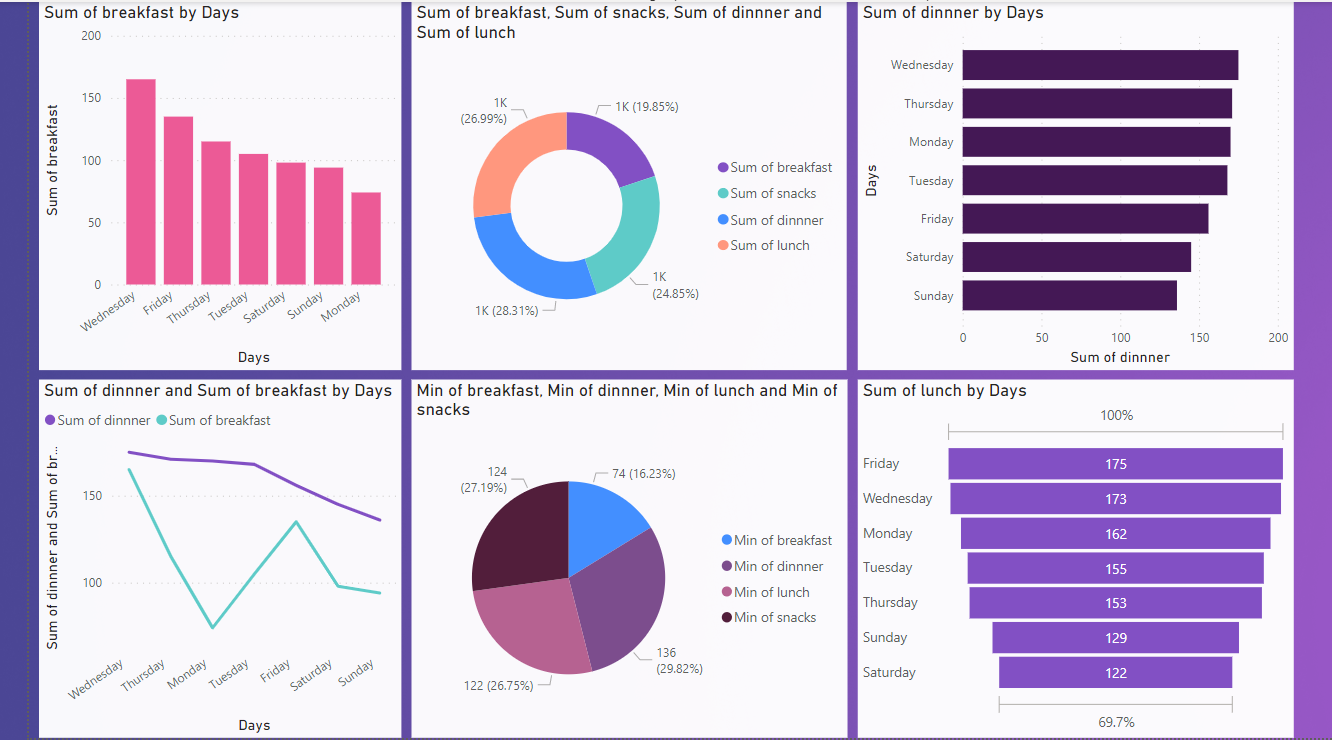 Sum of breakfast by Days
Sum of breakfast
200
150
100
50
0
Wednesday
Friday
Thursday
Tuesday
Saturday
Sunday
Monday
Days
Sum of breakfast, Sum of snacks, Sum of dinnner and
Sum of lunch
1K
(26.99%)
1K (19.85%)
1K
(24.85%)
1K (28.31%)
Sum of breakfast
Sum of snacks
Sum of dinnner
Sum of lunch
Sum of dinnner by Days
Days
Wednesday
Thursday
Monday
Tuesday
Friday
Saturday
Sunday
0 50 100 150 200
Sum of dinnner
Sum of dinnner and Sum of breakfast by Days
Sum of dinnner Sum of breakfast
Sum of dinnner and Sum of br...
150
100
Wednesday
Thursday
Monday
Tuesday
Friday
Saturday
Sunday
Days
Min of breakfast, Min of dinnner, Min of lunch and Min of
snacks
124
(27.19%)
74 (16.23%)
136
(29.82%)
122 (26.75%)
Min of breakfast
Min of dinnner
Min of lunch
Min of snacks
Sum of lunch by Days
100%
Friday 175
Wednesday 173
Monday 162
Tuesday 155
Thursday 153
Sunday 129
Saturday 122
69.7%